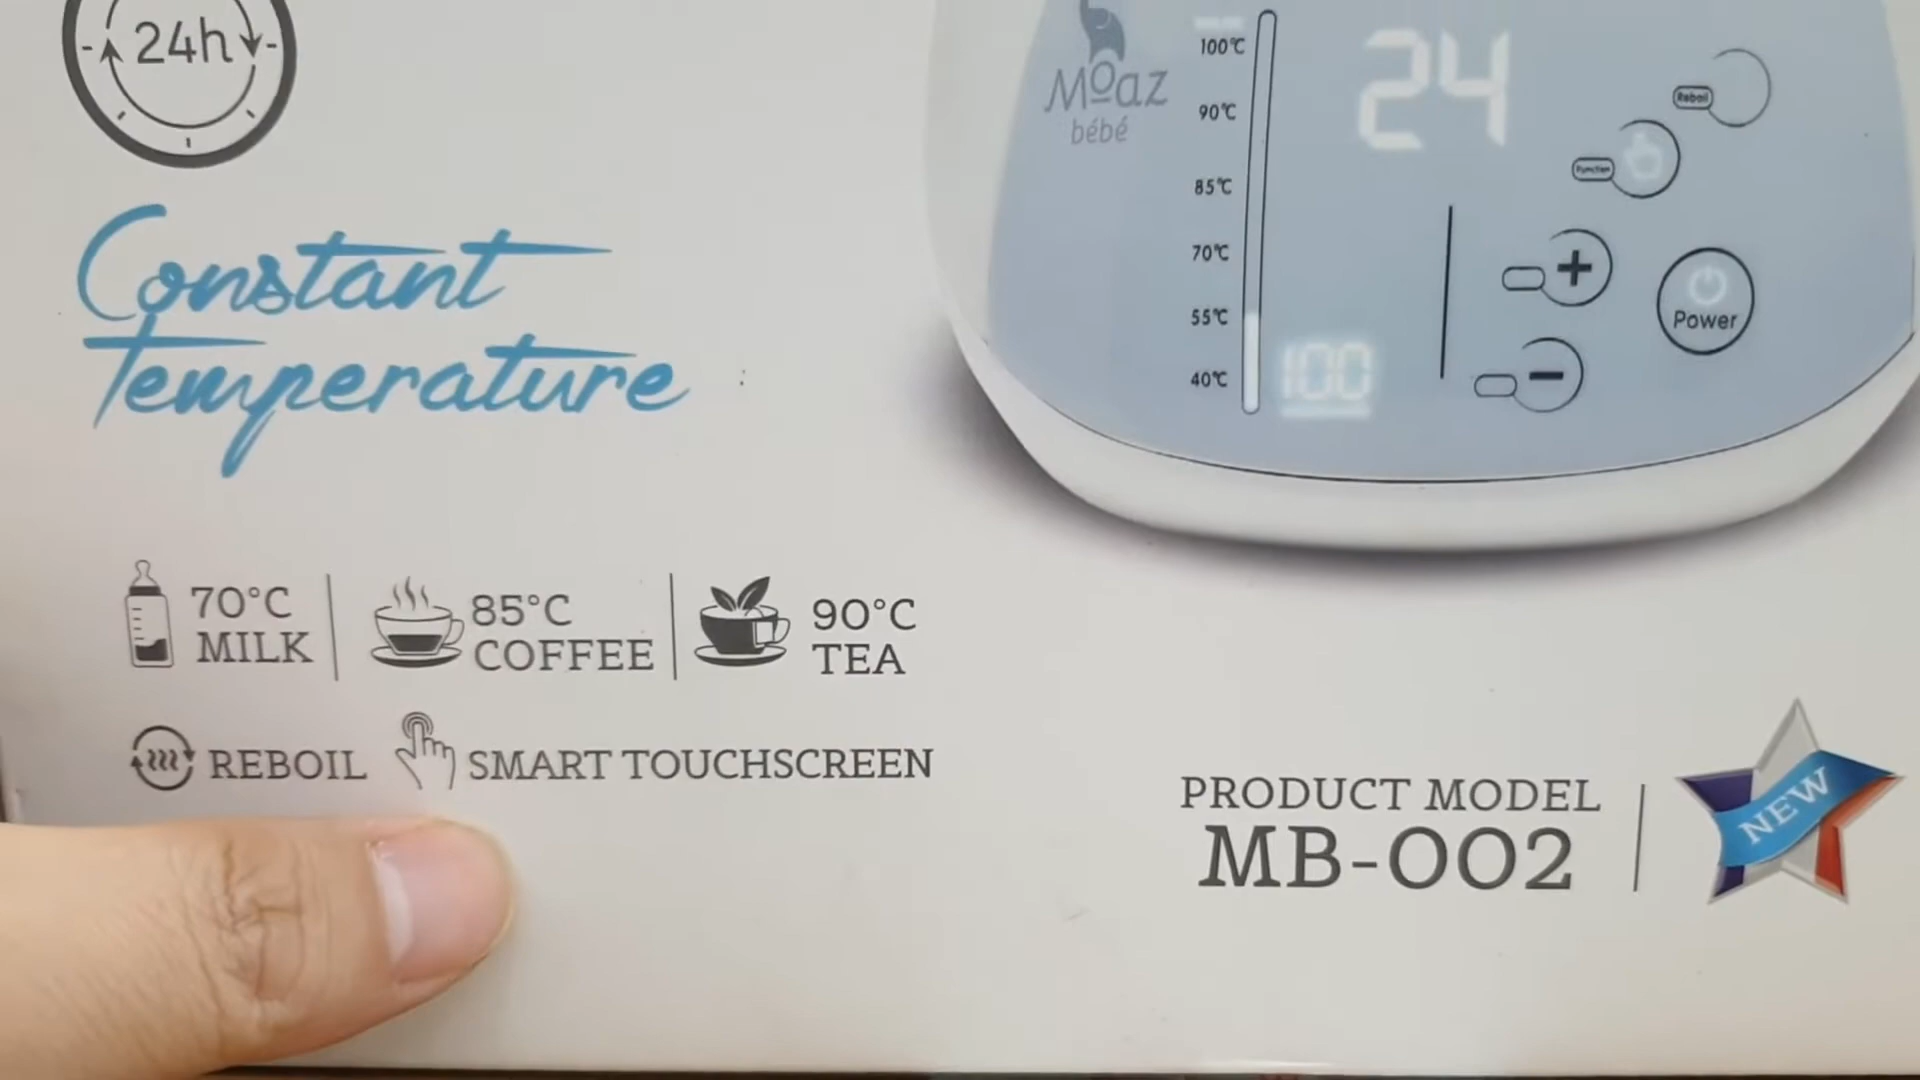 24h
Constant
Temperature
70°C
MILK
85°C
COFFEE
90°C
TEA
REBOIL
SMART TOUCHSCREEN
Moaz
bébé
100℃
90℃
85℃
70℃
55℃
40℃
24
100
Reboil
Function
+
-
Power
PRODUCT MODEL
MB-002
NEW